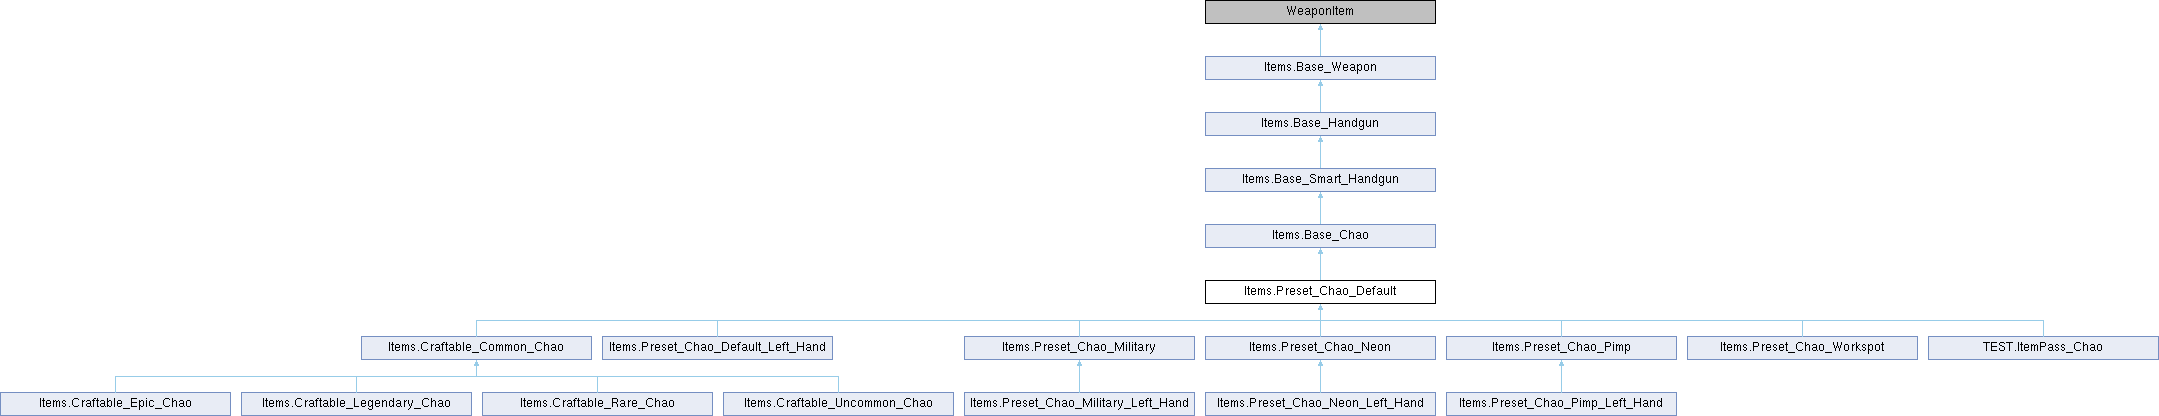 WeaponItem
Items.Base_Weapon
Items.Base_Handgun
Items.Base_Smart_Handgun
Items.Base_Chao
Items.Preset_Chao_Default
Items.Craftable_Common_Chao
Items.Preset_Chao_Default_Left_Hand
Items.Preset_Chao_Military
Items.Preset_Chao_Neon
Items.Preset_Chao_Pimp
Items.Preset_Chao_Workspot
TEST.ItemPass_Chao
Items.Craftable_Epic_Chao
Items.Craftable_Legendary_Chao
Items.Craftable_Rare_Chao
Items.Craftable_Uncommon_Chao
Items.Preset_Chao_Military_Left_Hand
Items.Preset_Chao_Neon_Left_Hand
Items.Preset_Chao_Pimp_Left_Hand